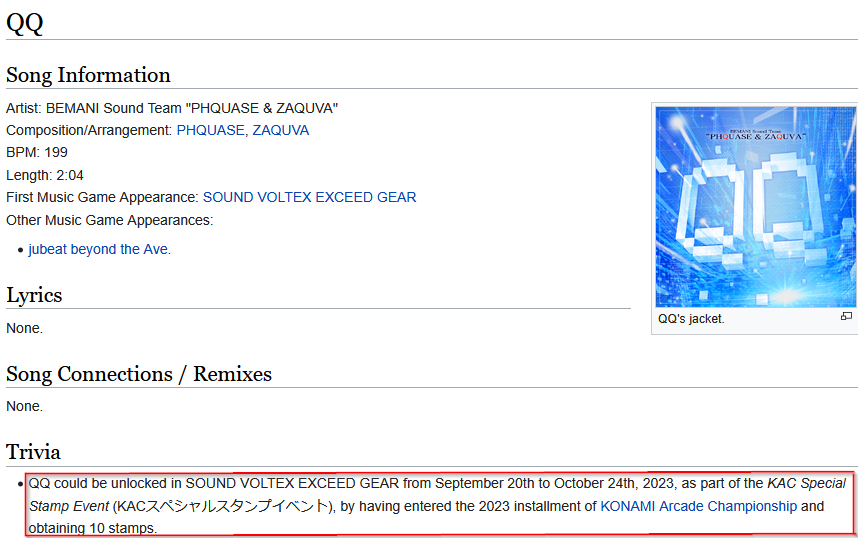 QQ
Song Information
Artist: BEMANI Sound Team "PHQUASE & ZAQUVA"
Composition/Arrangement: PHQUASE, ZAQUVA
BPM: 199
Length: 2:04
First Music Game Appearance: SOUND VOLTEX EXCEED GEAR
Other Music Game Appearances:
• jubeat beyond the Ave.
BEMANI Sound Team
"PHQUASE & ZAQUVA"
QQ
QQ's jacket.
Lyrics
None.
Song Connections / Remixes
None.
Trivia
• QQ could be unlocked in SOUND VOLTEX EXCEED GEAR from September 20th to October 24th, 2023, as part of the KAC Special
Stamp Event (KACスペシャルスタンプイベント), by having entered the 2023 installment of KONAMI Arcade Championship and
obtaining 10 stamps.